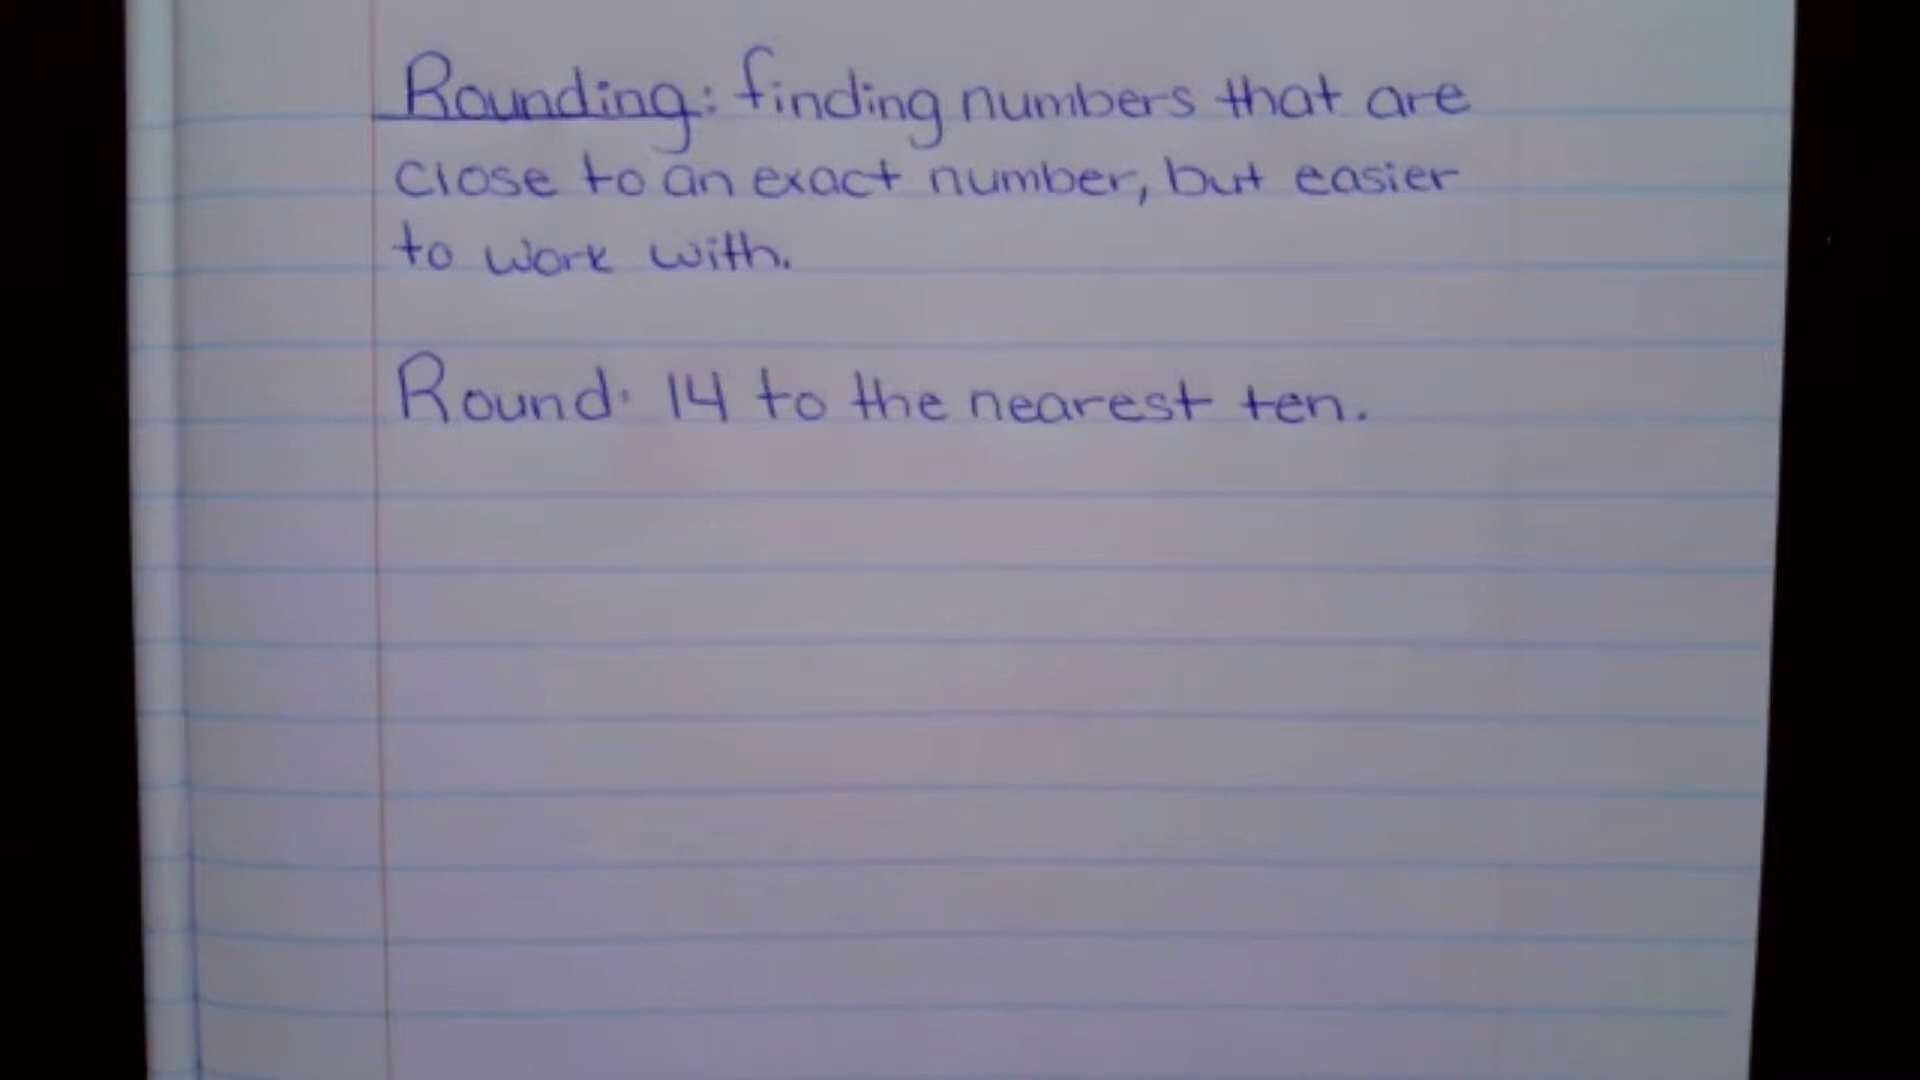 Rounding: finding numbers that are
close to an exact number, but easier
to work with.
Round: 14 to the nearest ten.